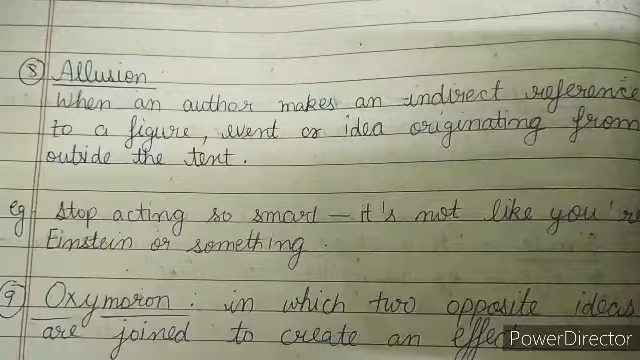 8 Allusion
When an author makes an indirect reference
to a figure, event or idea originating from
outside the text.
eg Stop acting so smart - it's not like you're
Einstein or something.
9 Oxymoron : in which two opposite ideas
are joined to create an effect
PowerDirector